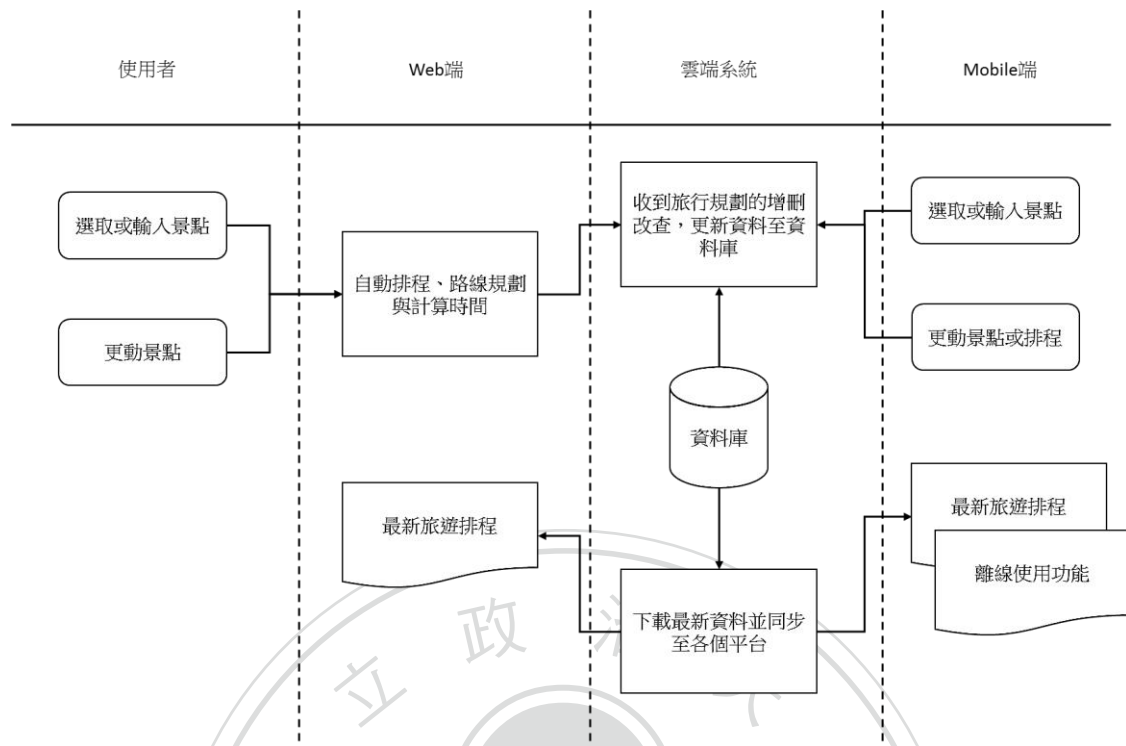 使用者
Web端
雲端系統
Mobile端
選取或輸入景點
更動景點
自動排程、路線規劃
與計算時間
收到旅行規劃的增刪
改查，更新資料至資
料庫
選取或輸入景點
更動景點或排程
資料庫
最新旅遊排程
最新旅遊排程
離線使用功能
下載最新資料並同步
至各個平台
立 政